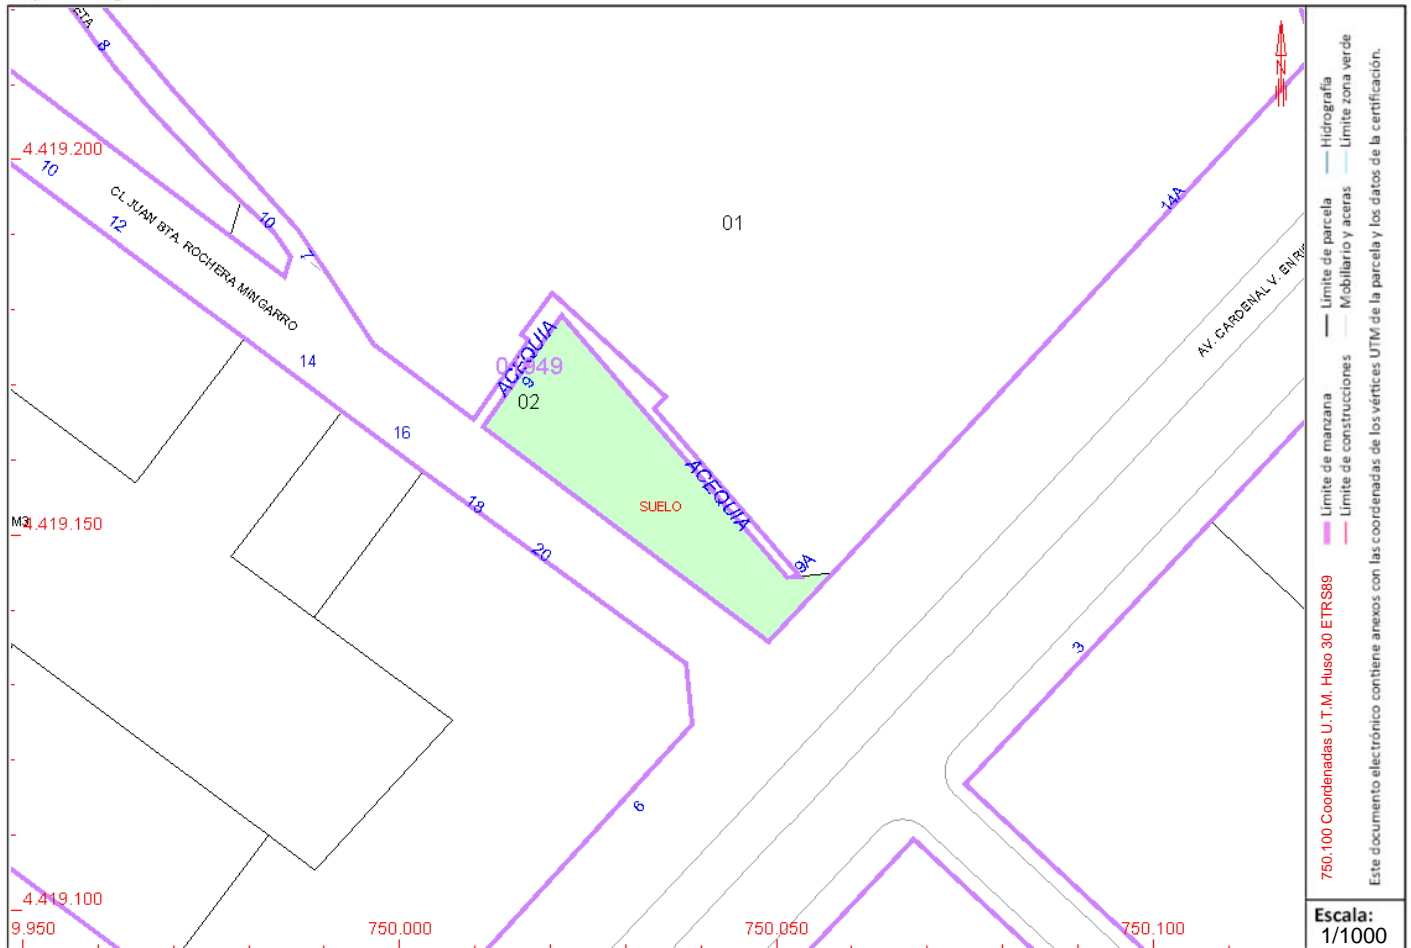 ETA
8
4.419.200
10
12
CL JUAN BTA. ROCHERA MINGARRO
10
7
01
14A
AV. CARDENAL V. ENRI
14
ACEQUIA
9
02
16
18
20
SUELO
ACEQUIA
9A
4.419.150
3
6
4.419.100
9.950
750.000
750.050
750.100
N
750.100 Coordenadas U.T.M. Huso 30 ETRS89
Límite de manzana
Límite de construcciones
Límite de parcela
Mobiliario y aceras
Hidrografía
Límite zona verde
Este documento electrónico contiene anexos con las coordenadas de los vértices UTM de la parcela y los datos de la certificación.
Escala:
1/1000